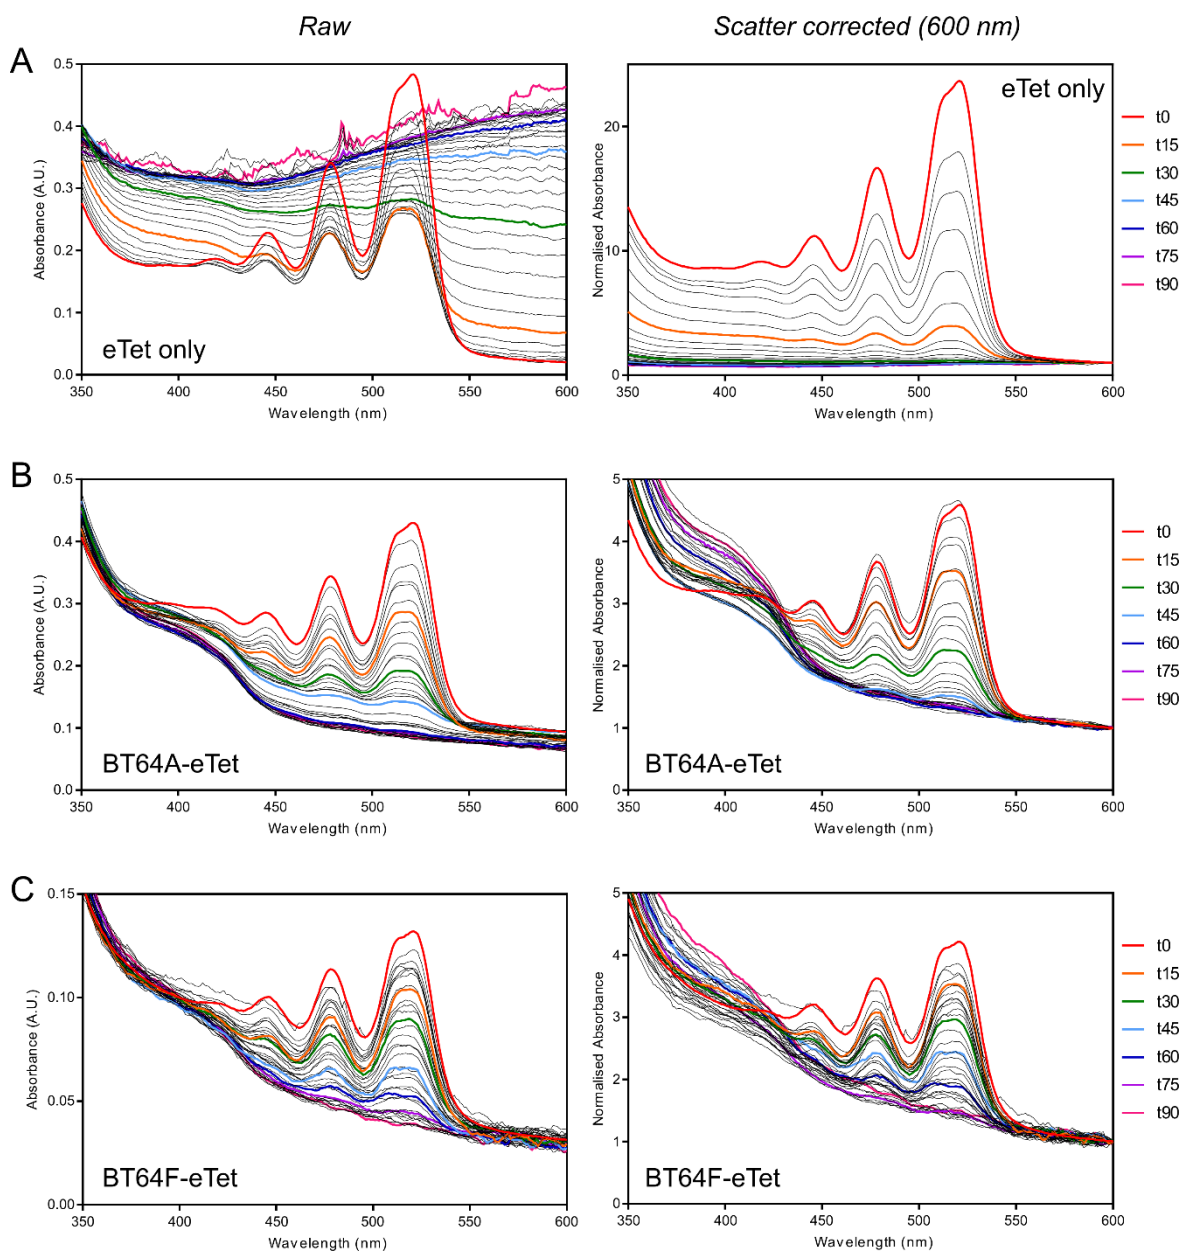 Raw
Scatter corrected (600 nm)
A
0.5
0.4
0.3
0.2
0.1
0.0
Absorbance (A.U.)
eTet only
350
400
450
500
550
600
Wavelength (nm)
20
10
0
Normalised Absorbance
eTet only
350
400
450
500
550
600
Wavelength (nm)
t0
t15
t30
t45
t60
t75
t90
B
0.5
0.4
0.3
0.2
0.1
0.0
Absorbance (A.U.)
BT64A-eTet
350
400
450
500
550
600
Wavelength (nm)
5
4
3
2
1
0
Normalised Absorbance
BT64A-eTet
350
400
450
500
550
600
Wavelength (nm)
t0
t15
t30
t45
t60
t75
t90
C
0.15
0.10
0.05
0.00
Absorbance (A.U.)
BT64F-eTet
350
400
450
500
550
600
Wavelength (nm)
5
4
3
2
1
0
Normalised Absorbance
BT64F-eTet
350
400
450
500
550
600
Wavelength (nm)
t0
t15
t30
t45
t60
t75
t90